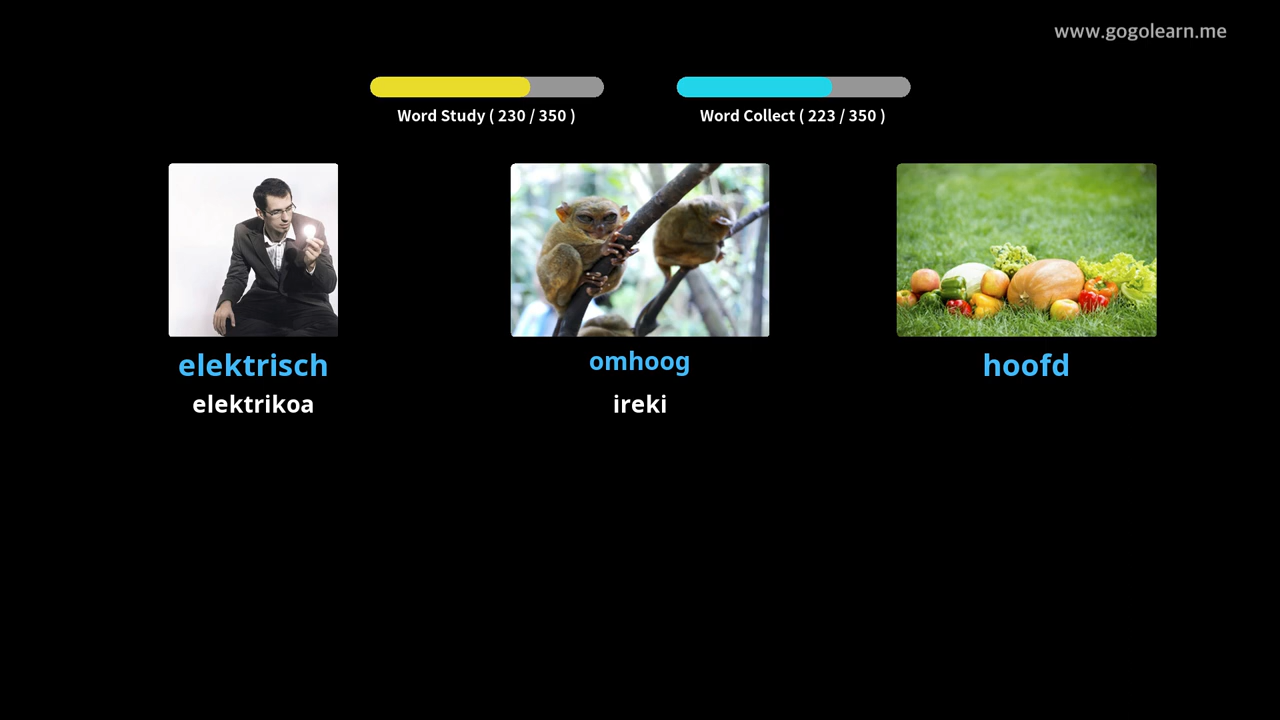 www.gogolearn.me
Word Study ( 230 / 350 )
Word Collect ( 223 / 350 )
elektrisch
omhoog
hoofd
elektrikoa
ireki